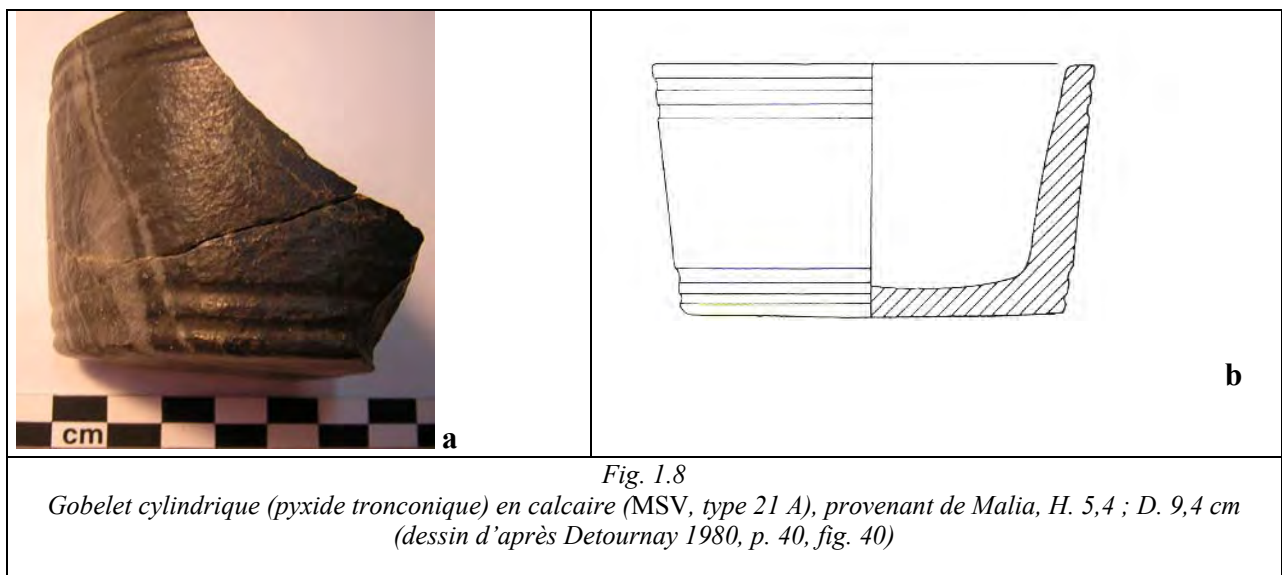 cm
a
b
Fig. 1.8
Gobelet cylindrique (pyxide tronconique) en calcaire (MSV, type 21 A), provenant de Malia, H. 5,4 ; D. 9,4 cm
(dessin d’après Detournay 1980, p. 40, fig. 40)